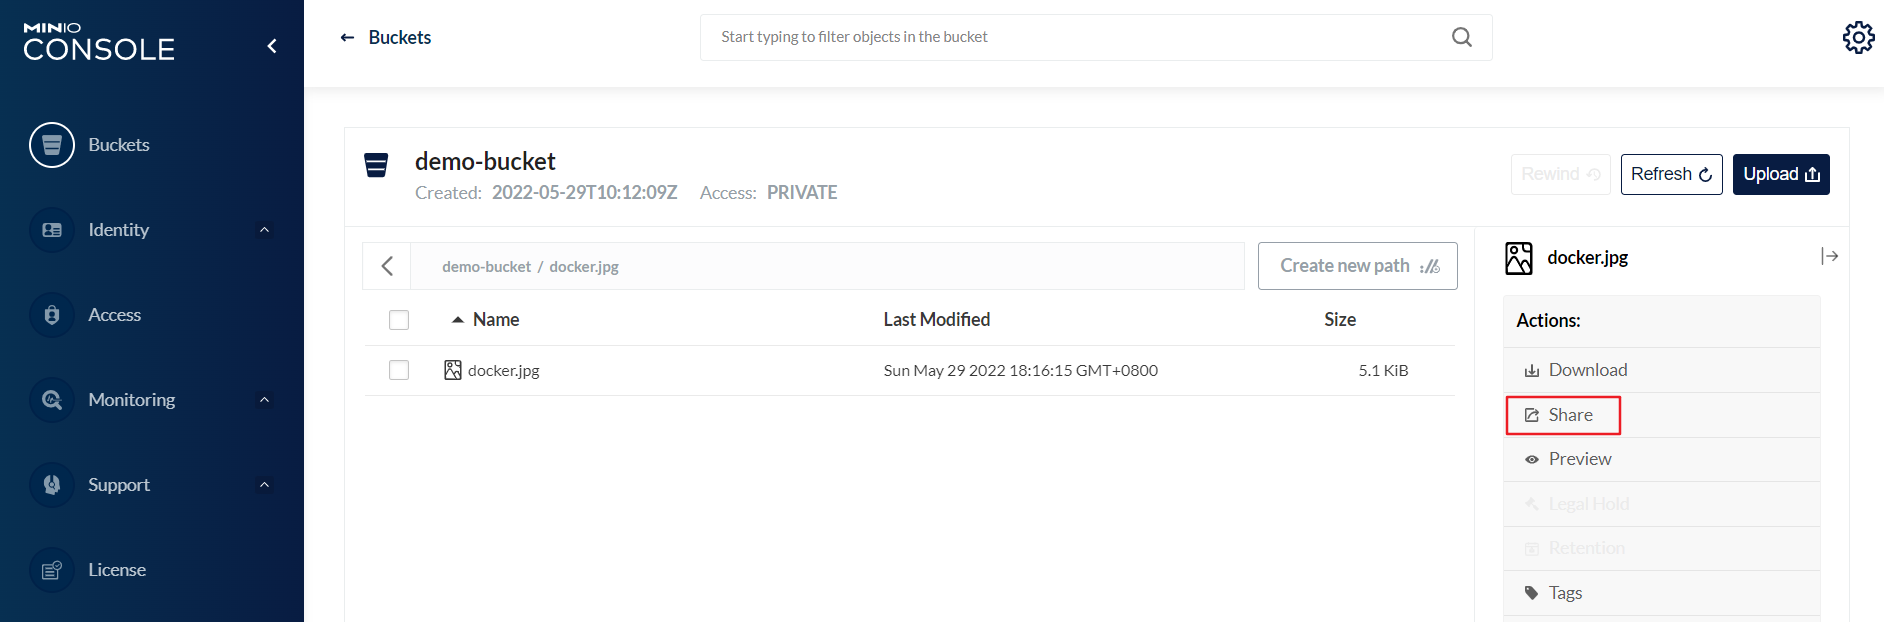 MINIO
CONSOLE
Buckets
Identity
Access
Monitoring
Support
License
Buckets
Start typing to filter objects in the bucket
demo-bucket
Created: 2022-05-29T10:12:09Z Access: PRIVATE
Rewind
Refresh
Upload
demo-bucket / docker.jpg
Create new path
Name Last Modified Size
docker.jpg Sun May 29 2022 18:16:15 GMT+0800 5.1 KiB
docker.jpg
Actions:
Download
Share
Preview
Legal Hold
Retention
Tags